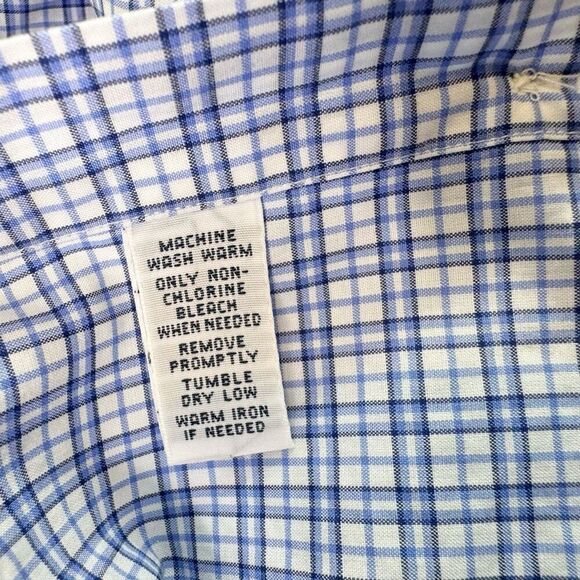 MACHINE
WASH WARM
ONLY NON-
CHLORINE
BLEACH
WHEN NEEDED
REMOVE
PROMPTLY
TUMBLE
DRY LOW
WARM IRON
IF NEEDED